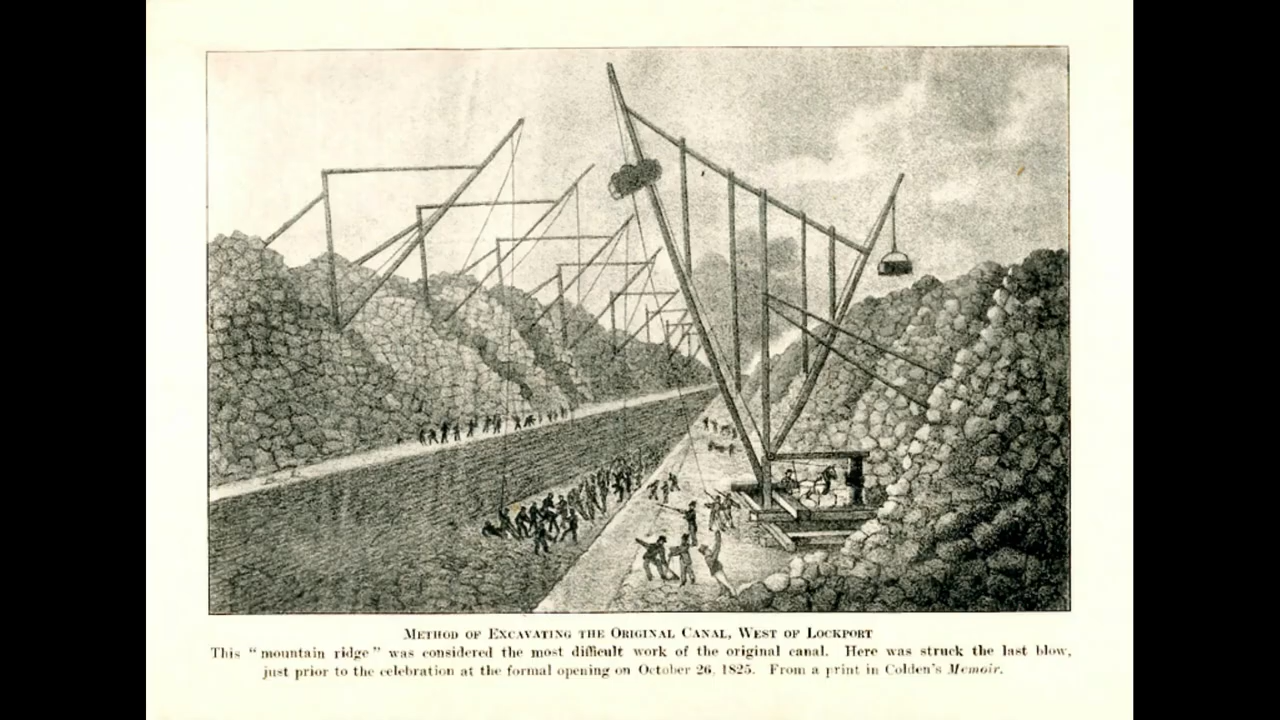 METHOD OF EXCAVATING THE ORIGINAL CANAL, WEST OF LOCKPORT
This "mountain ridge" was considered the most difficult work of the original canal. Here was struck the last blow,
just prior to the celebration at the formal opening on October 26, 1825. From a print in Colden's Memoir.